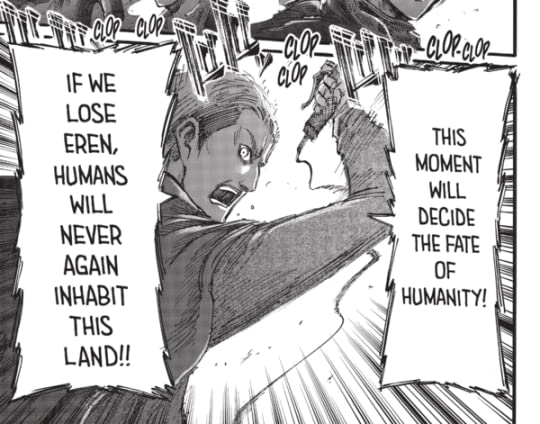 CLOP-CLOP
CLOP
CLOP
CLOP
CLOP
THIS
MOMENT
WILL
DECIDE
THE FATE
OF
HUMANITY!
IF WE
LOSE
EREN,
HUMANS
WILL
NEVER
AGAIN
INHABIT
THIS
LAND!!